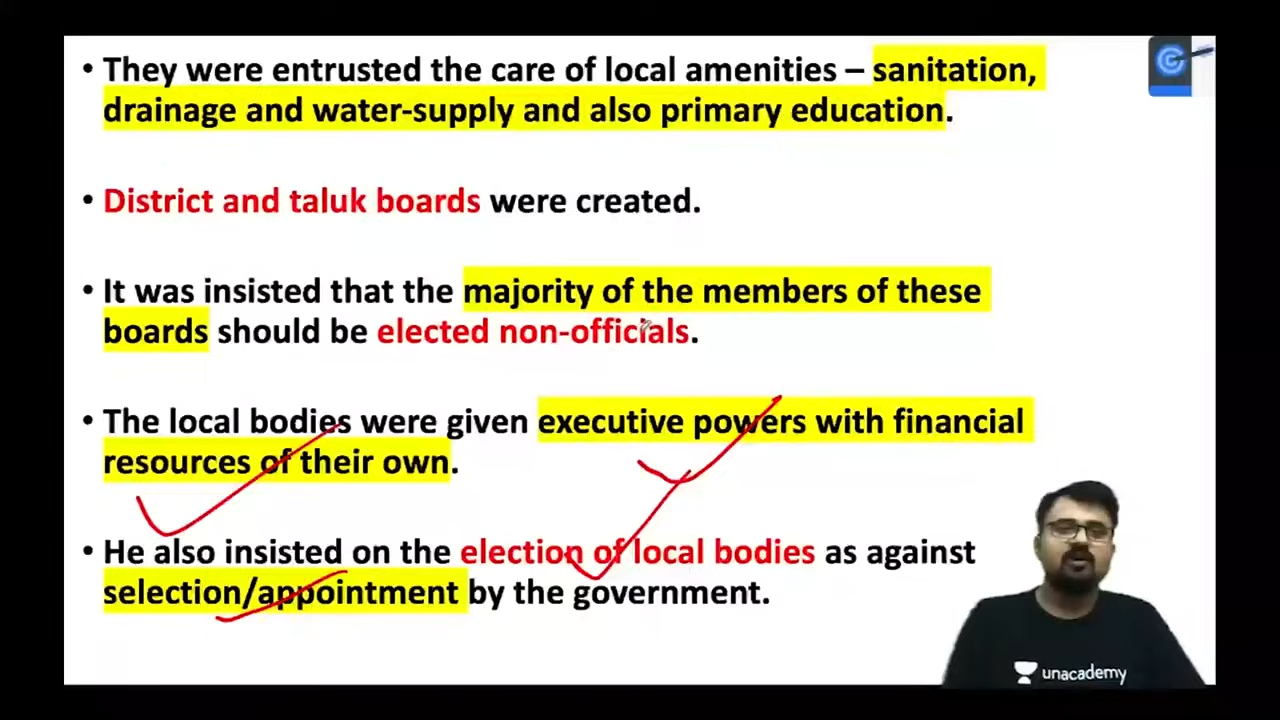 • They were entrusted the care of local amenities – sanitation,
drainage and water-supply and also primary education.
• District and taluk boards were created.
• It was insisted that the majority of the members of these
boards should be elected non-officials.
• The local bodies were given executive powers with financial
resources of their own.
• He also insisted on the election of local bodies as against
selection/appointment by the government.
unacademy